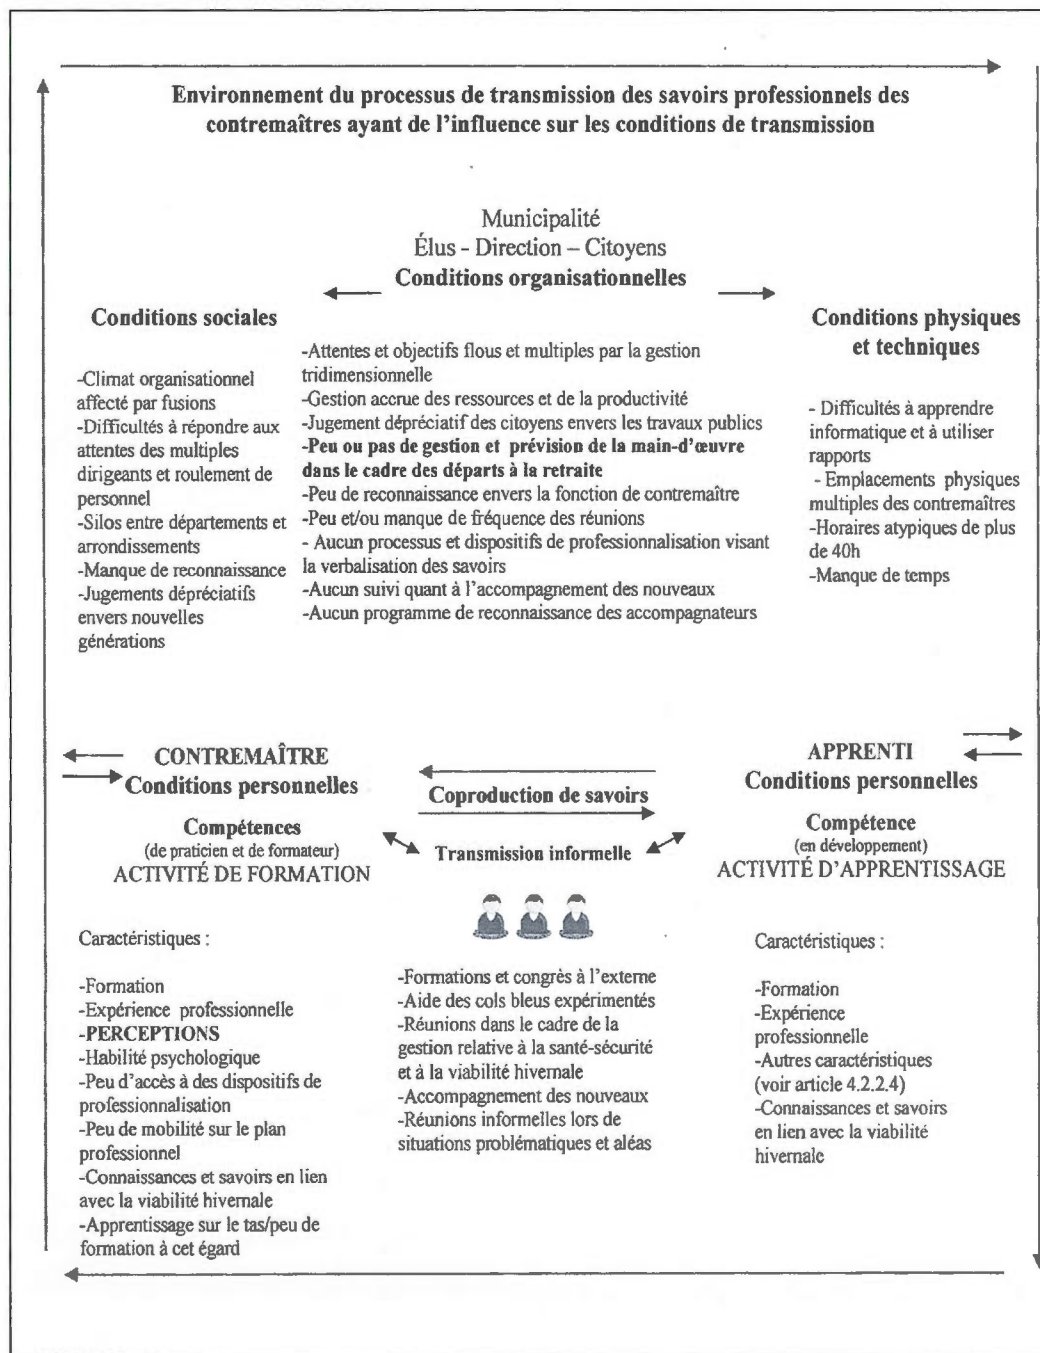 Environnement du processus de transmission des savoirs professionnels des
contremaîtres ayant de l'influence sur les conditions de transmission
Municipalité
Élus - Direction – Citoyens
Conditions organisationnelles
Conditions sociales
-Climat organisationnel
affecté par fusions
-Difficultés à répondre aux
attentes des multiples
dirigeants et roulement de
personnel
-Silos entre départements et
arrondissements
-Manque de reconnaissance
-Jugements dépréciatifs
envers nouvelles
générations
-Attentes et objectifs flous et multiples par la gestion
tridimensionnelle
-Gestion accrue des ressources et de la productivité
-Jugement dépréciatif des citoyens envers les travaux publics
-Peu ou pas de gestion et prévision de la main-d'œuvre
dans le cadre des départs à la retraite
-Peu de reconnaissance envers la fonction de contremaître
-Peu et/ou manque de fréquence des réunions
- Aucun processus et dispositifs de professionnalisation visant
la verbalisation des savoirs
-Aucun suivi quant à l'accompagnement des nouveaux
-Aucun programme de reconnaissance des accompagnateurs
Conditions physiques
et techniques
- Difficultés à apprendre
informatique et à utiliser
rapports
- Emplacements physiques
multiples des contremaîtres
-Horaires atypiques de plus
de 40h
-Manque de temps
CONTREMAÎTRE
Conditions personnelles
Compétences
(de praticien et de formateur)
ACTIVITÉ DE FORMATION
Coproduction de savoirs
Transmission informelle
APPRENTI
Conditions personnelles
Compétence
(en développement)
ACTIVITÉ D'APPRENTISSAGE
Caractéristiques :
-Formation
-Expérience professionnelle
-PERCEPTIONS
-Habilité psychologique
-Peu d'accès à des dispositifs de
professionnalisation
-Peu de mobilité sur le plan
professionnel
-Connaissances et savoirs en lien
avec la viabilité hivernale
-Apprentissage sur le tas/peu de
formation à cet égard
-Formations et congrès à l'externe
-Aide des cols bleus expérimentés
-Réunions dans le cadre de la
gestion relative à la santé-sécurité
et à la viabilité hivernale
-Accompagnement des nouveaux
-Réunions informelles lors de
situations problématiques et aléas
Caractéristiques :
-Formation
-Expérience
professionnelle
-Autres caractéristiques
(voir article 4.2.2.4)
-Connaissances et savoirs
en lien avec la viabilité
hivernale